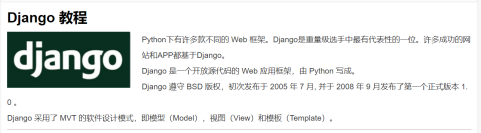 Django 教程
django
Python下有许多款不同的 Web 框架。Django是重量级选手中最有代表性的一位。许多成功的网
站和APP都基于Django。
Django 是一个开放源代码的 Web 应用框架，由 Python 写成。
Django 遵守 BSD 版权，初次发布于 2005 年 7 月, 并于 2008 年 9 月发布了第一个正式版本 1.
0 。
Django 采用了 MVT 的软件设计模式，即模型（Model），视图（View）和模板（Template）。